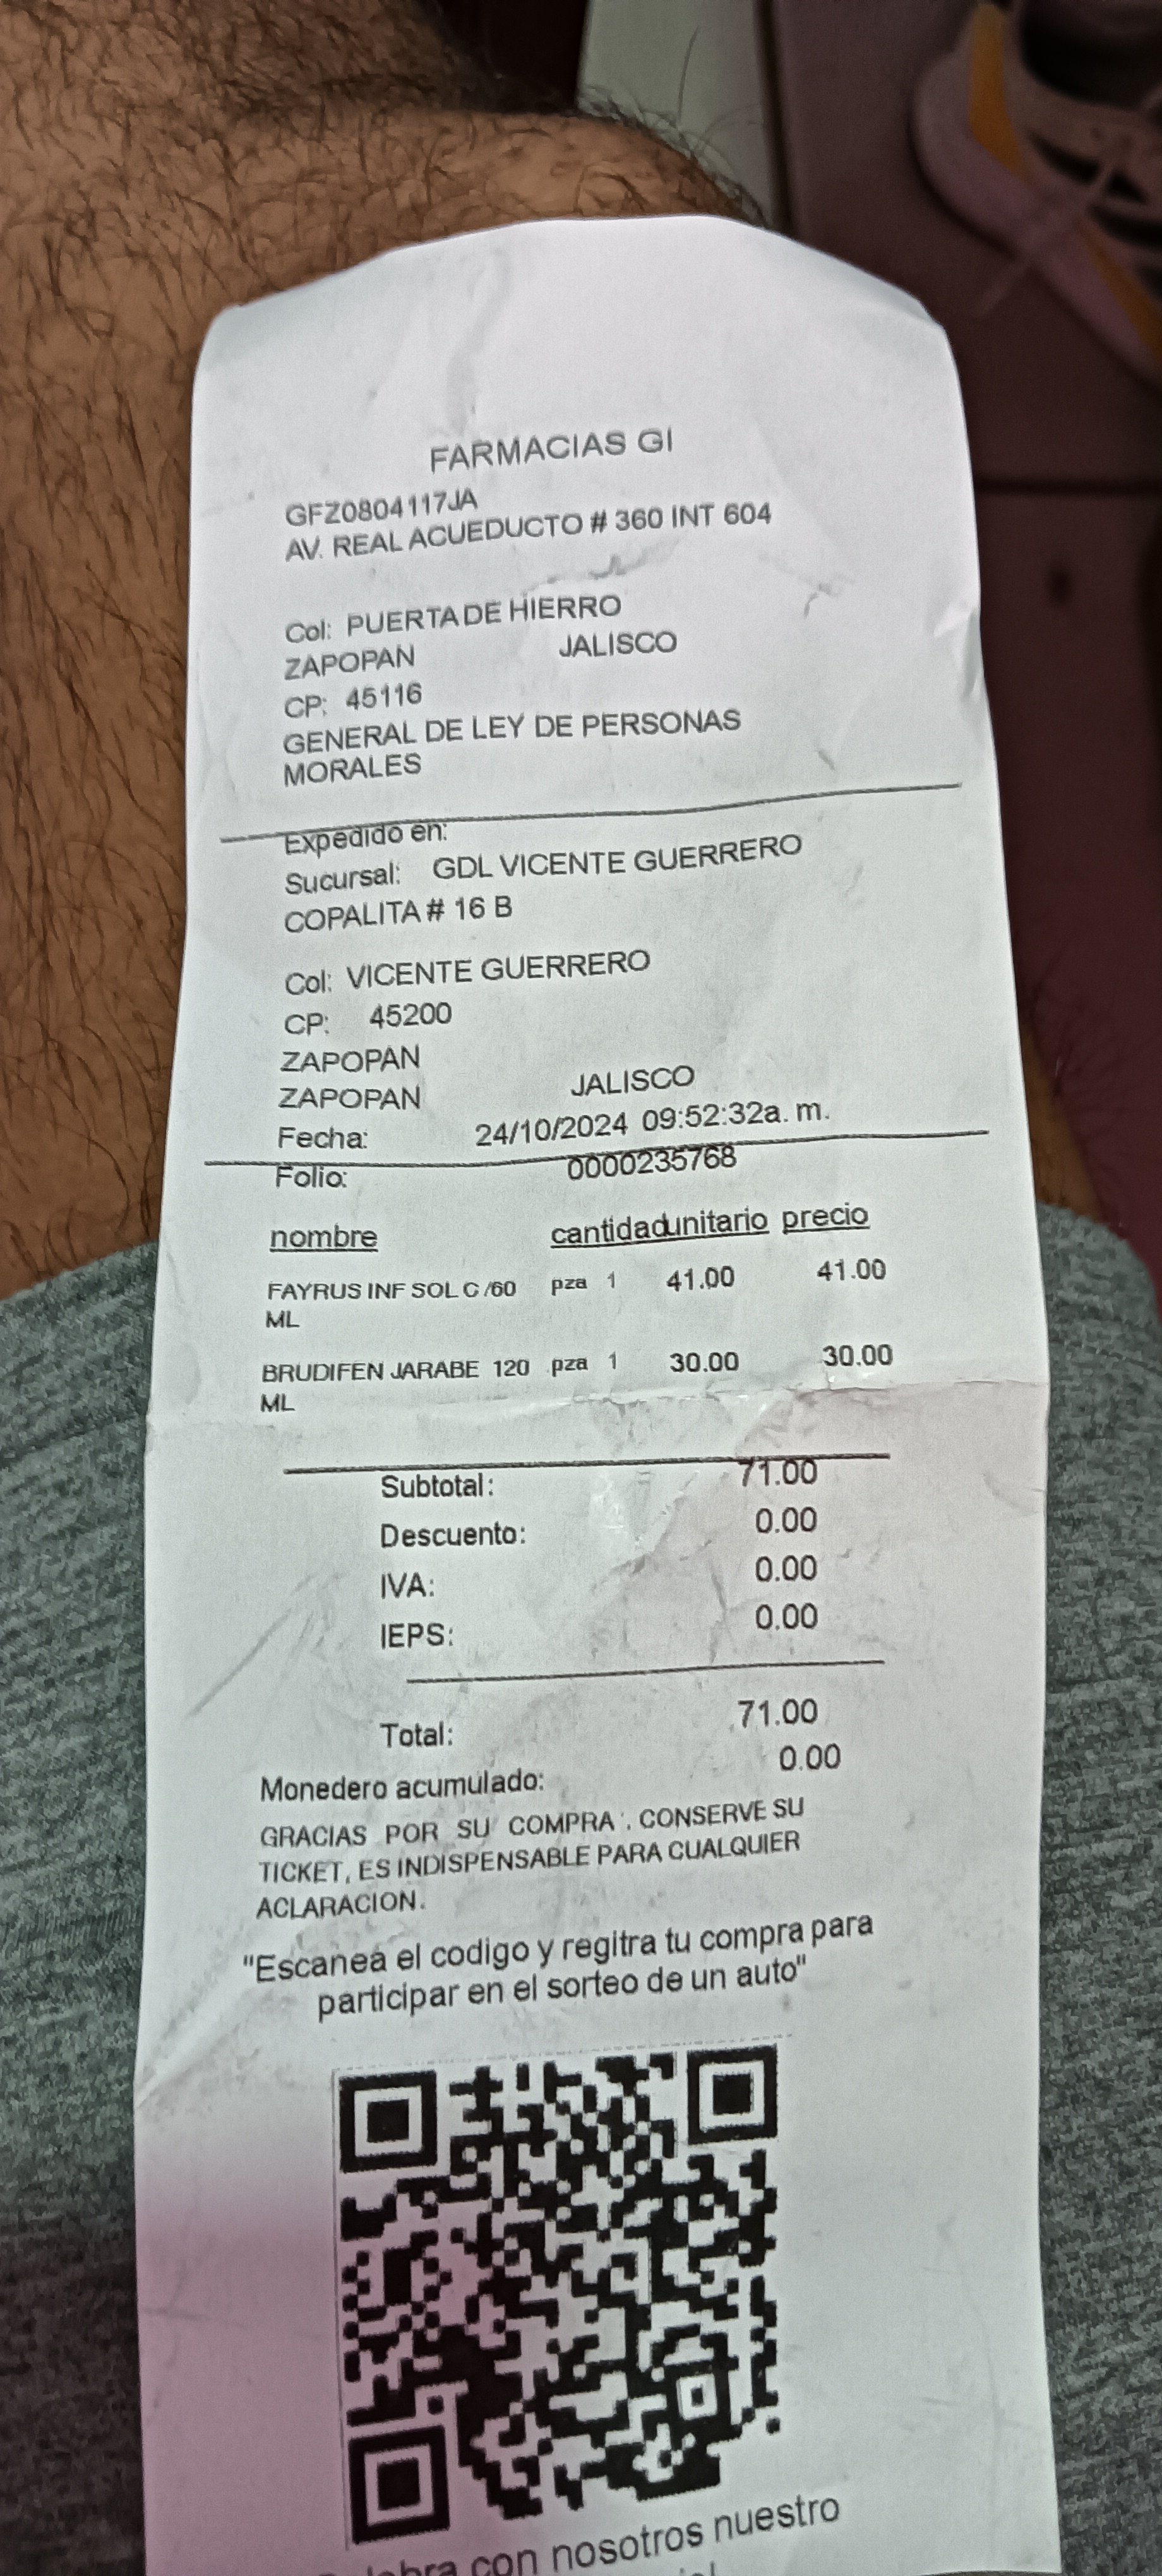 FARMACIAS GI
GFZ0804117JA
AV. REAL ACUEDUCTO # 360 INT 604
Col: PUERTA DE HIERRO
ZAPOPAN JALISCO
CP: 45116
GENERAL DE LEY DE PERSONAS
MORALES
Expedido en:
Sucursal: GDL VICENTE GUERRERO
COPALITA # 16 B
Col: VICENTE GUERRERO
CP: 45200
ZAPOPAN
ZAPOPAN JALISCO
Fecha: 24/10/2024 09:52:32a. m.
Folio: 0000235768
nombre cantidad unitario precio
FAYRUS INF SOL C /60 pza 1 41.00 41.00
ML
BRUDIFEN JARABE 120 pza 1 30.00 30.00
ML
Subtotal: 71.00
Descuento: 0.00
IVA: 0.00
IEPS: 0.00
Total: 71.00
Monedero acumulado: 0.00
GRACIAS POR SU COMPRA . CONSERVE SU
TICKET, ES INDISPENSABLE PARA CUALQUIER
ACLARACION.
"Escanea el codigo y regitra tu compra para
participar en el sorteo de un auto"
con nosotros nuestro